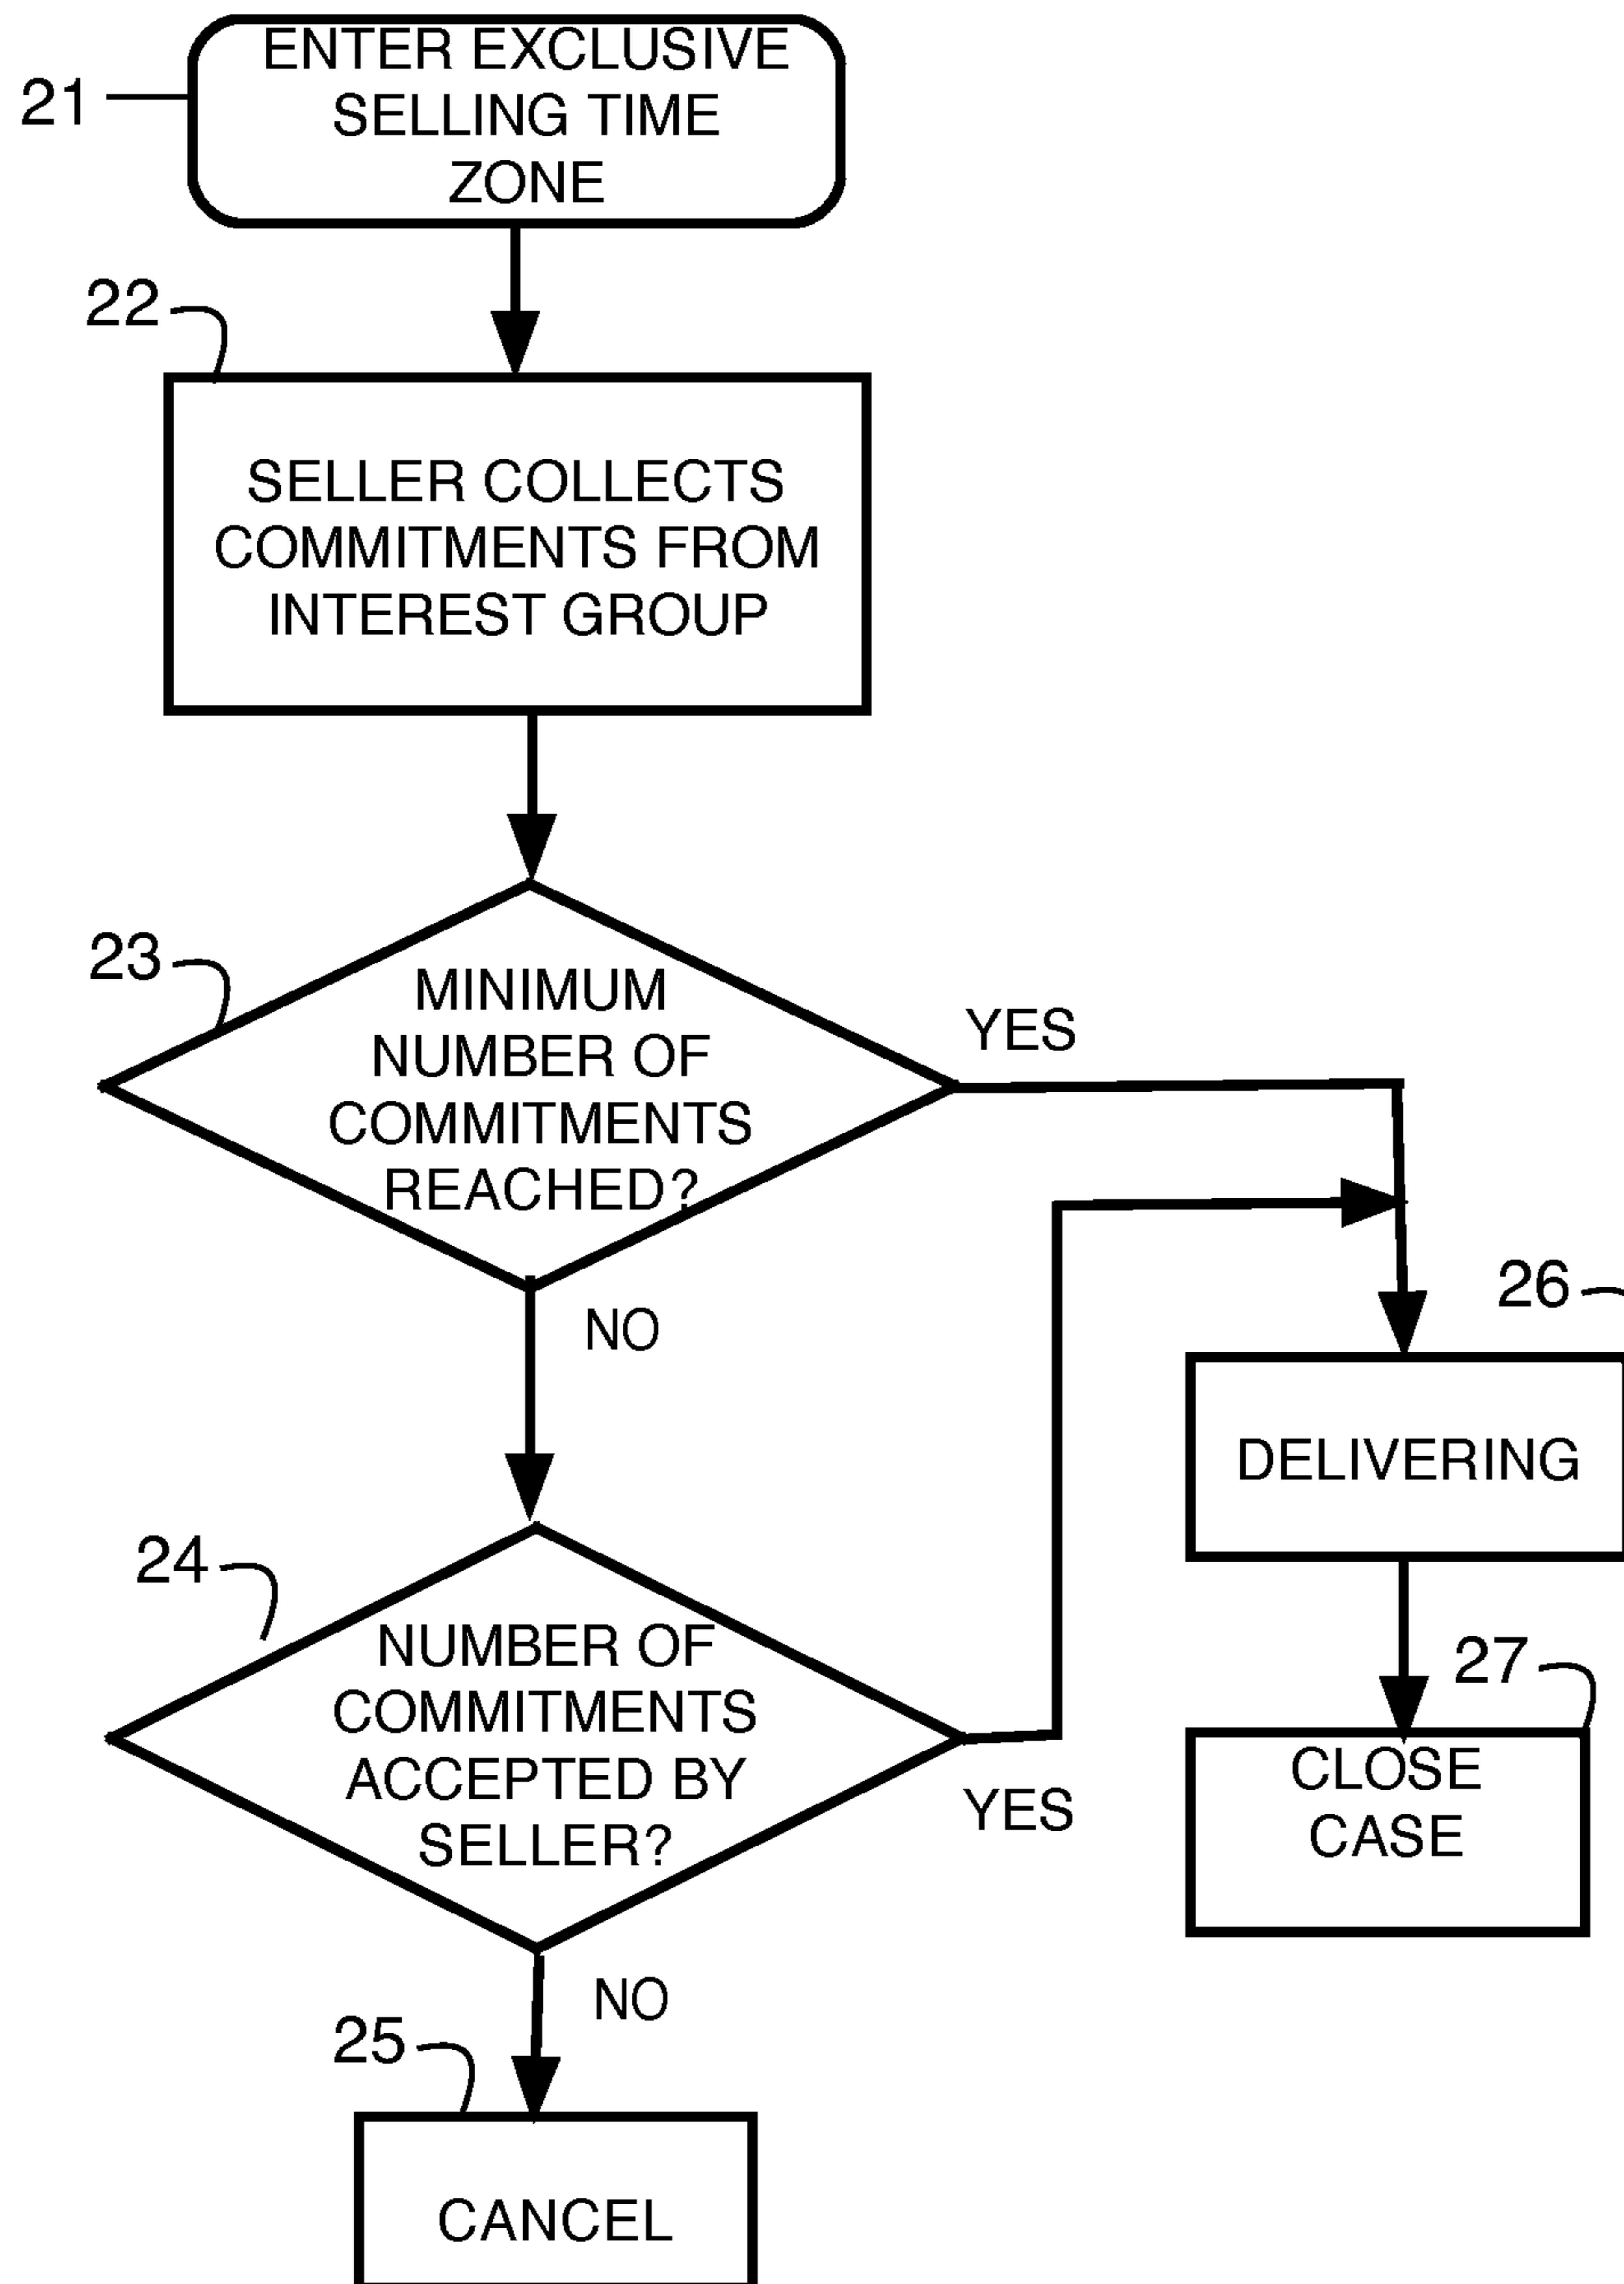 ENTER EXCLUSIVE
SELLING TIME
ZONE
21
22
SELLER COLLECTS
COMMITMENTS FROM
INTEREST GROUP
23
MINIMUM
NUMBER OF
COMMITMENTS
REACHED?
YES
NO
24
NUMBER OF
COMMITMENTS
ACCEPTED BY
SELLER?
YES
NO
25
CANCEL
26
DELIVERING
27
CLOSE
CASE